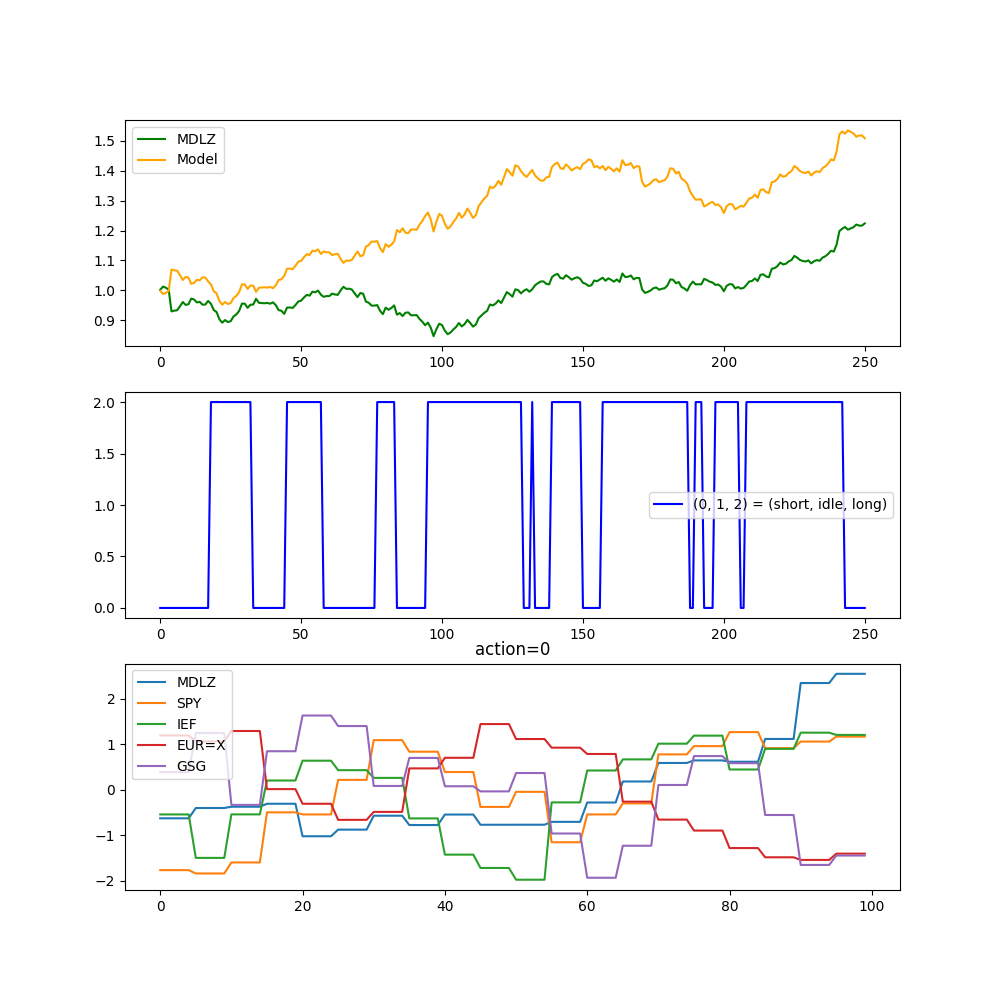 1.5
1.4
1.3
1.2
1.1
1.0
0.9
MDLZ
Model
0 50 100 150 200 250
2.0
1.5
1.0
0.5
0.0
(0, 1, 2) = (short, idle, long)
0 50 100 150 200 250
action=0
2
1
0
−1
−2
MDLZ
SPY
IEF
EUR=X
GSG
0 20 40 60 80 100